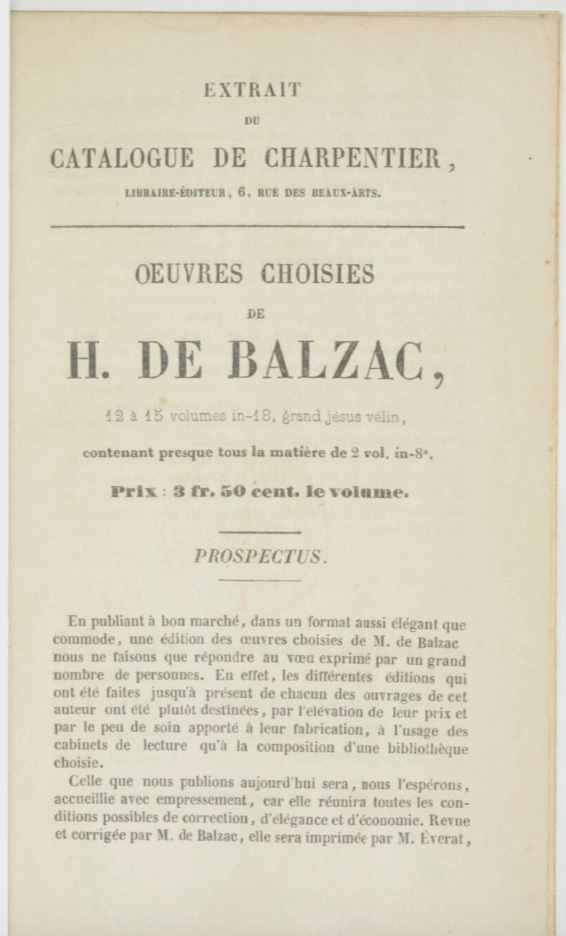 EXTRAIT
DU
CATALOGUE DE CHARPENTIER,
LIBRAIRE-ÉDITEUR, 6, RUE DES BEAUX-ARTS.
OEUVRES CHOISIES
DE
H. DE BALZAC,
12 à 15 volumes in-18, grand jésus vélin,
contenant presque tous la matière de 2 vol. in-8°.
Prix : 3 fr. 50 cent. le volume.
PROSPECTUS.
En publiant à bon marché, dans un format aussi élégant que
commode, une édition des œuvres choisies de M. de Balzac
nous ne faisons que répondre au vœu exprimé par un grand
nombre de personnes. En effet, les différentes éditions qui
ont été faites jusqu'à présent de chacun des ouvrages de cet
auteur ont été plutôt destinées, par l'élévation de leur prix et
par le peu de soin apporté à leur fabrication, à l'usage des
cabinets de lecture qu'à la composition d'une bibliothèque
choisie.
Celle que nous publions aujourd'hui sera, nous l'espérons,
accueillie avec empressement, car elle réunira toutes les con-
ditions possibles de correction, d'élégance et d'économie. Revue
et corrigée par M. de Balzac, elle sera imprimée par M. Éverat,